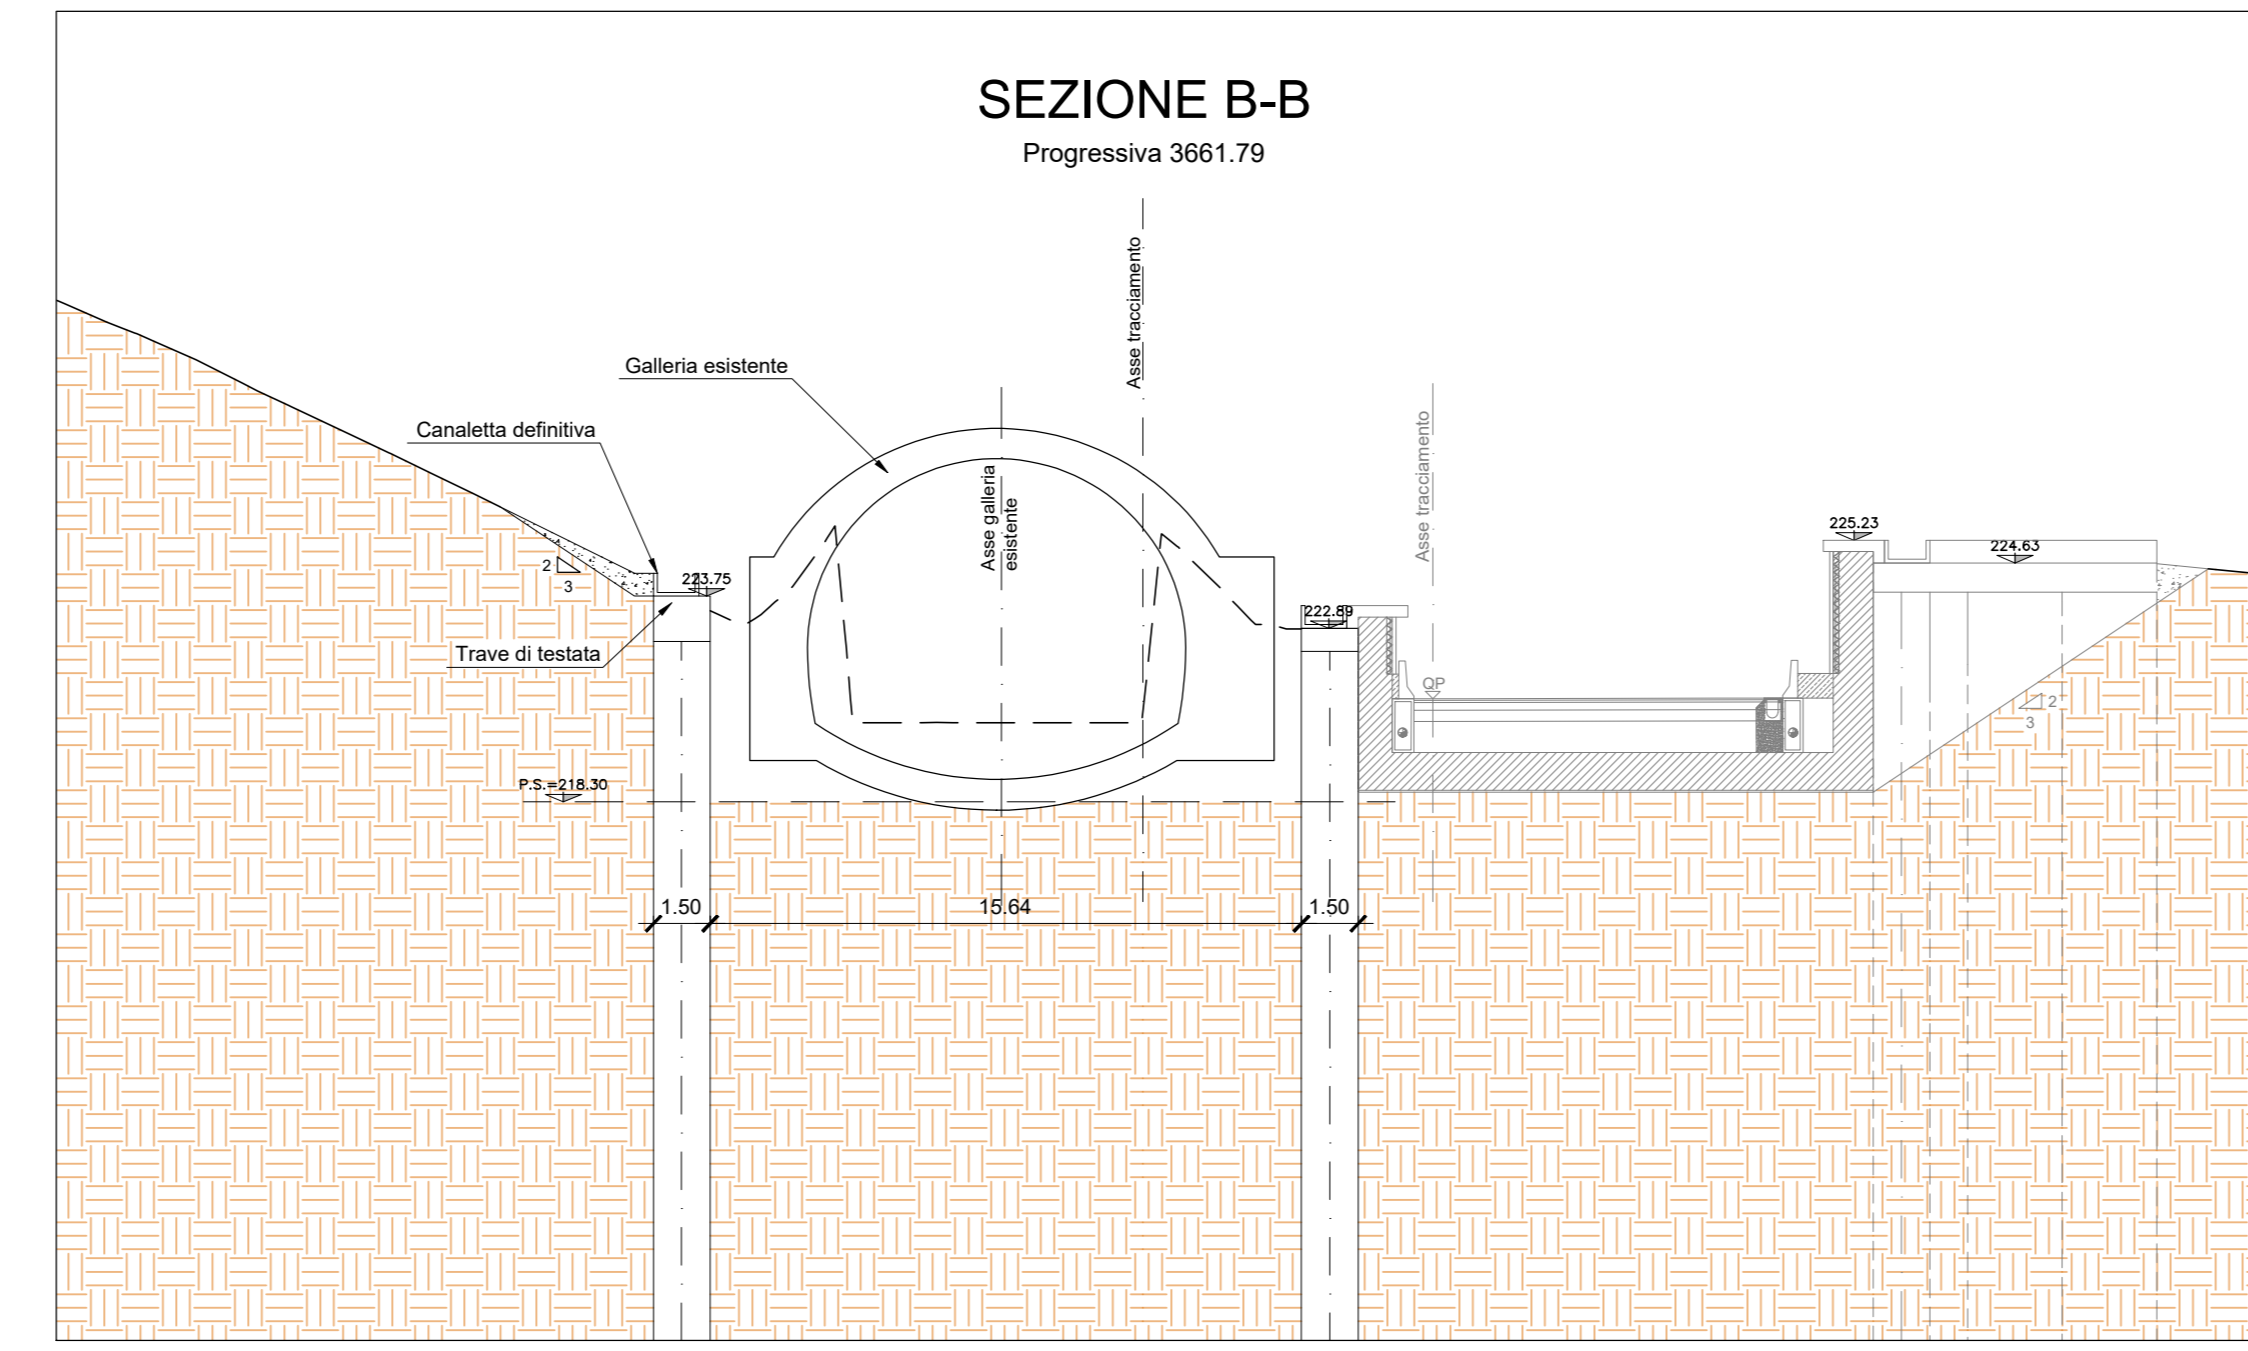 SEZIONE B-B
Progressiva 3661.79
Asse tracciamento
Galleria esistente
Asse tracciamento
Canaletta definitiva
Asse galleria
esistente
225.23
224.63
2
3
223.75
222.89
Trave di testata
QP
2
3
P.S.=218.30
1.50
15.64
1.50